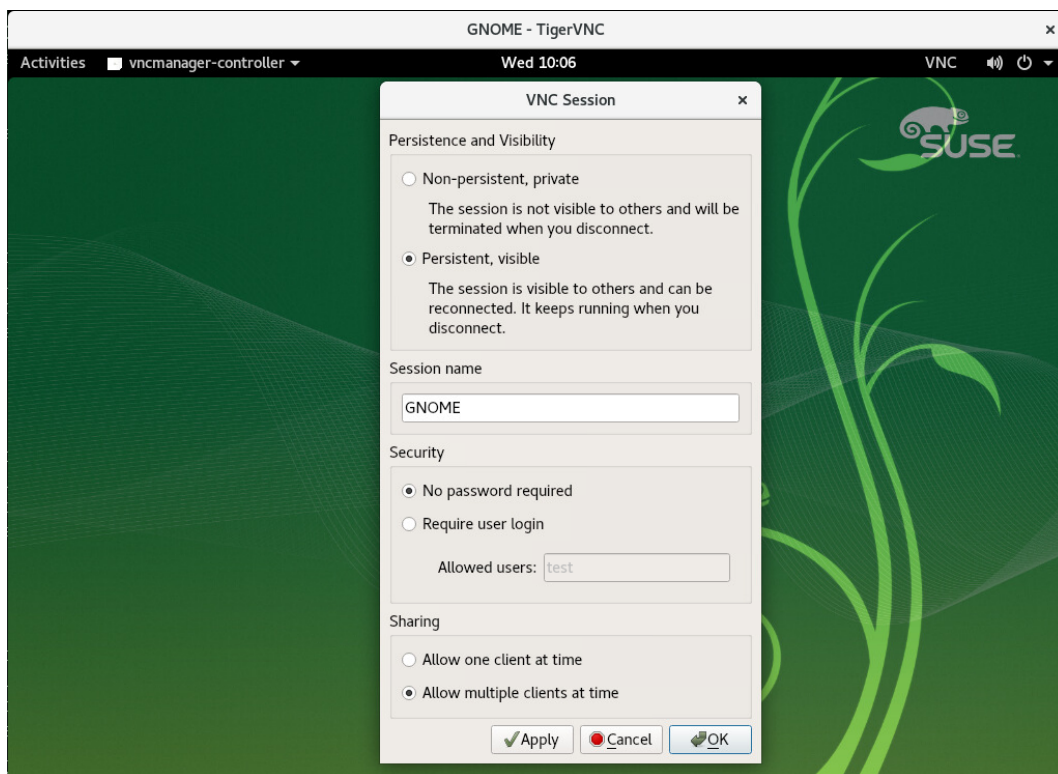 GNOME - TigerVNC
Activities vncmanager-controller Wed 10:06 VNC
VNC Session
SUSE
Persistence and Visibility
Non-persistent, private
The session is not visible to others and will be
terminated when you disconnect.
Persistent, visible
The session is visible to others and can be
reconnected. It keeps running when you
disconnect.
Session name
GNOME
Security
No password required
Require user login
Allowed users: test
Sharing
Allow one client at time
Allow multiple clients at time
Apply Cancel OK